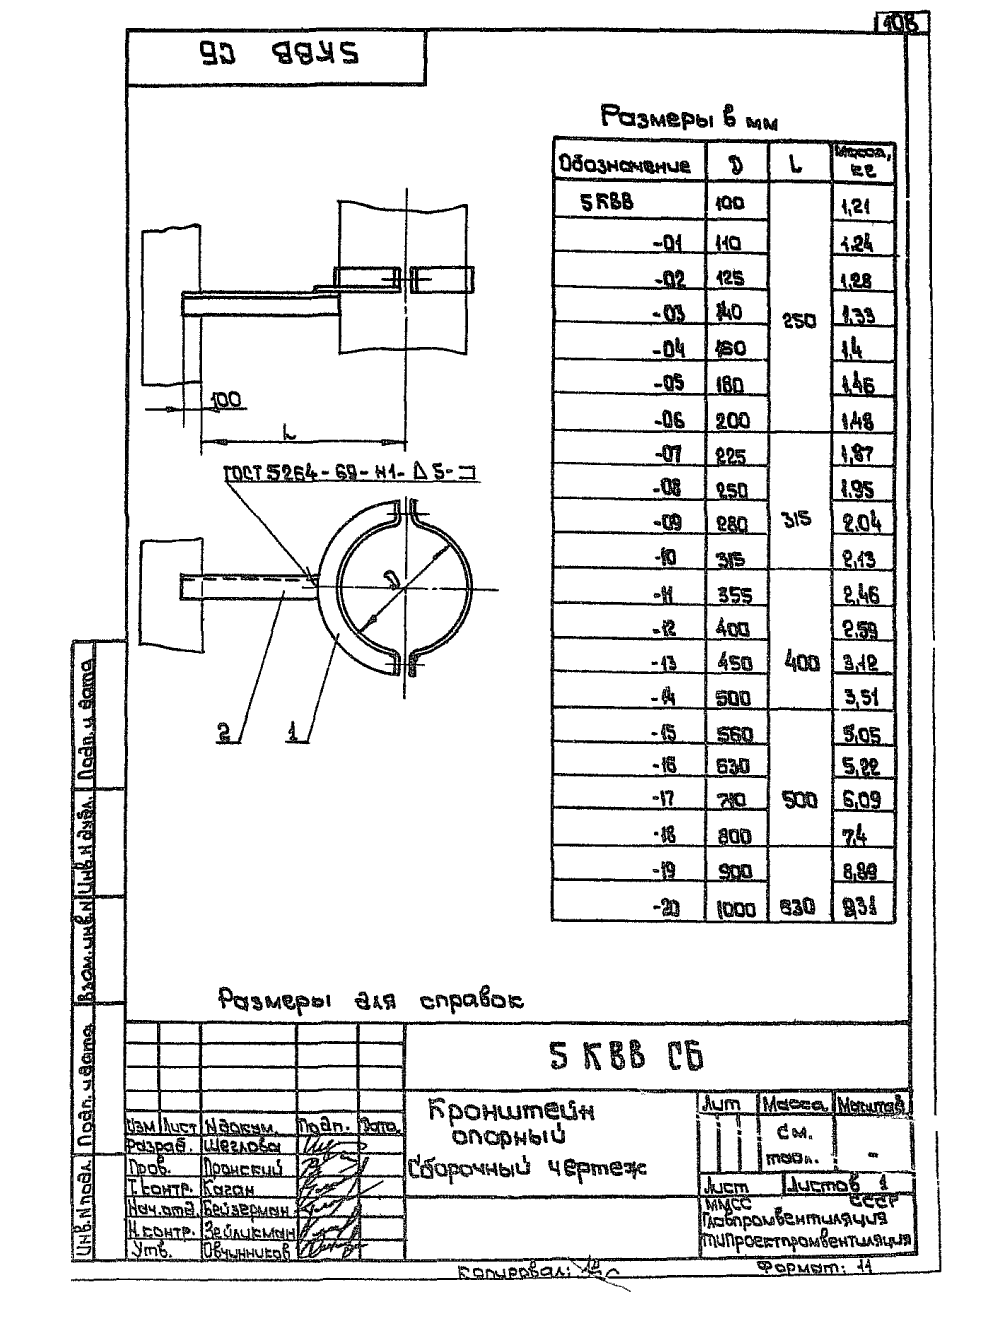 108
5КВВ СБ
Размеры в мм
Обозначение D L Масса, кг
5КВВ 100 250 1,21
-01 110 1,24
-02 125 1,28
-03 140 1,33
-04 160 1,4
-05 180 1,46
-06 200 1,48
-07 225 315 1,87
-08 250 1,95
-09 280 2,04
-10 315 2,13
-11 355 400 2,46
-12 400 2,59
-13 450 3,12
-14 500 3,51
-15 560 500 5,05
-16 630 5,22
-17 710 6,09
-18 800 7,4
-19 900 630 8,89
-20 1000
100
L
ГОСТ 5264-69-Н1-△5-⊐
D
2 1
Размеры для справок
5 КВВ СБ
Кронштейн
опорный
Сборочный чертеж
Лит Масса Масштаб
см. табл. -
Лист Листов 1
ММСС СССР
Главпромвентиляция
ГПИПроектпромвентиляция
Изм Лист N докум. Подп. Дата
Разраб. Щеглова
Пров. Пронский
Т.контр. Каган
Нач.отд. Бейзерман
Н.контр. Зейликман
Утв. Овчинников
Копировал:
Формат: 11
Подп. и дата
Инв. N дубл.
Взам. инв. N
Подп. и дата
Инв. N подл.